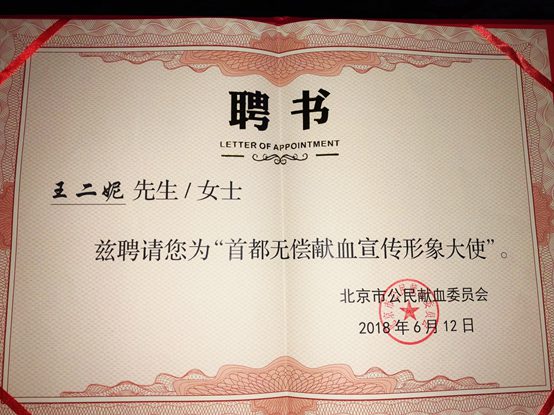 聘书
LETTER OF APPOINTMENT
王二妮 先生/女士
兹聘请您为“首都无偿献血宣传形象大使”。
北京市公民献血委员会
2018年6月12日